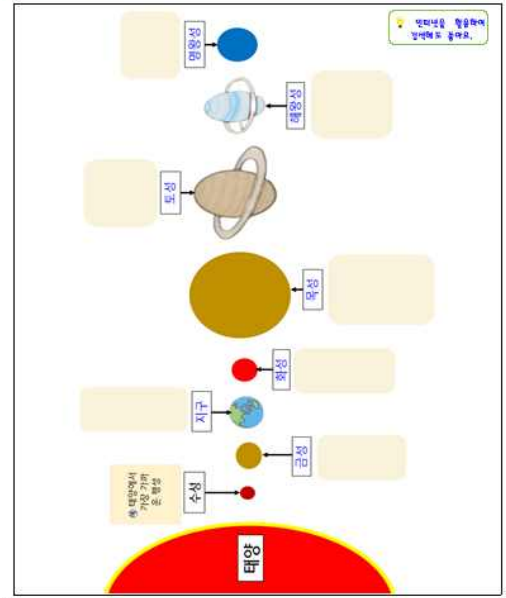 인터넷을 활용하여
검색해도 좋아요.
명왕성
해왕성
토성
목성
화성
지구
금성
수성
태양에서
가장 가까
운 행성
태양